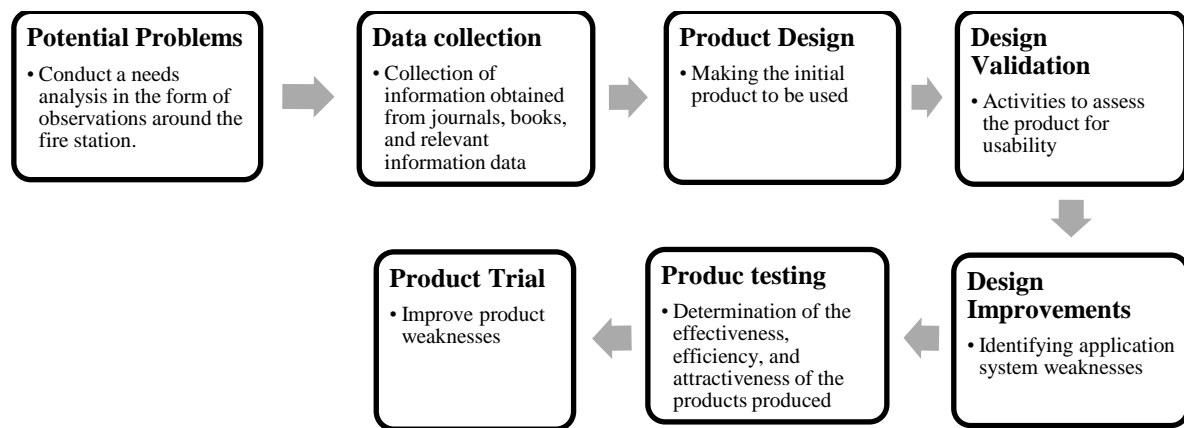 Potential Problems
• Conduct a needs
analysis in the form of
observations around the
fire station.
Data collection
• Collection of
information obtained
from journals, books,
and relevant
information data
Product Design
• Making the initial
product to be used
Design
Validation
• Activities to assess
the product for
usability
Design
Improvements
• Identifying application
system weaknesses
Produc testing
• Determination of the
effectiveness,
efficiency, and
attractiveness of the
products produced
Product Trial
• Improve product
weaknesses